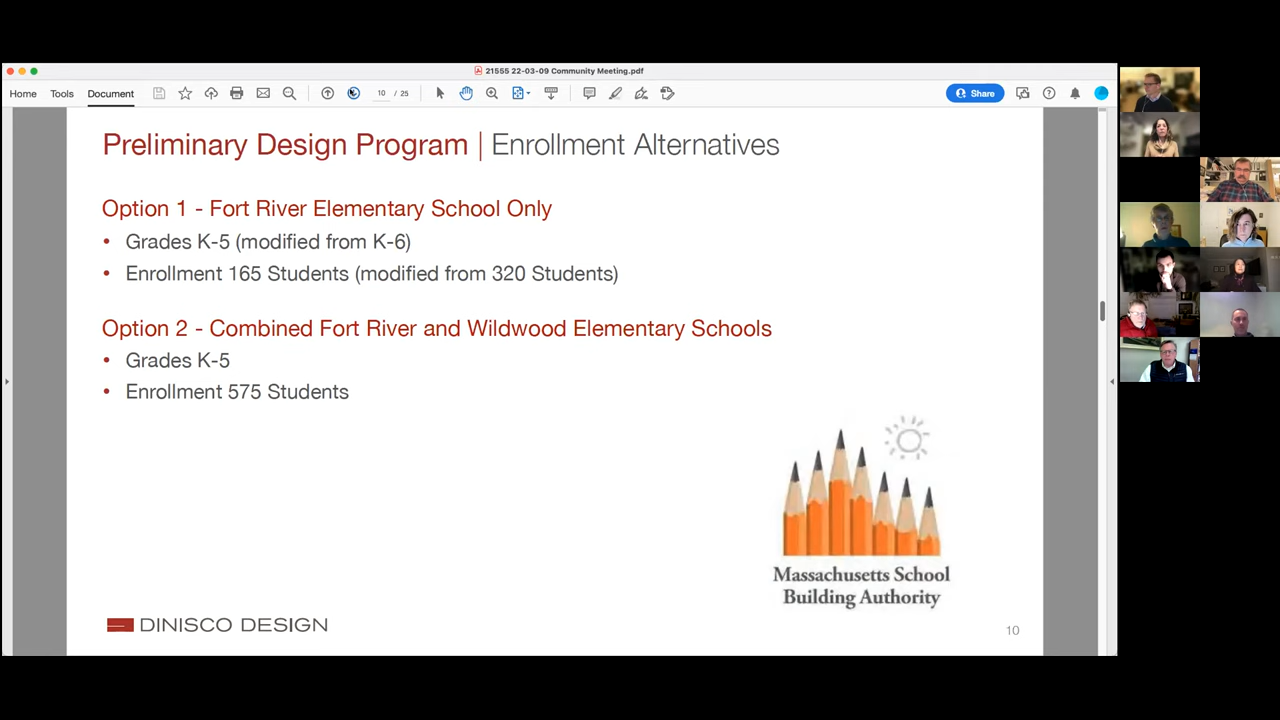 21555 22-03-09 Community Meeting.pdf
Home Tools Document 10 / 25 Share
Preliminary Design Program | Enrollment Alternatives
Option 1 - Fort River Elementary School Only
• Grades K-5 (modified from K-6)
• Enrollment 165 Students (modified from 320 Students)
Option 2 - Combined Fort River and Wildwood Elementary Schools
• Grades K-5
• Enrollment 575 Students
Massachusetts School
Building Authority
DINISCO DESIGN
10